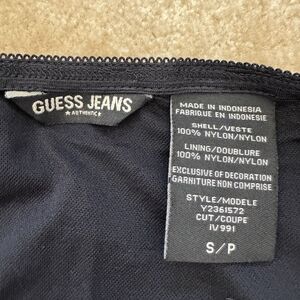 GUESS JEANS
★AUTHENTIC★
MADE IN INDONESIA
FABRIQUE EN INDONESIE
SHELL/VESTE
100% NYLON/NYLON
LINING/DOUBLURE
100% NYLON/NYLON
EXCLUSIVE OF DECORATION
GARNITURE NON COMPRISE
STYLE/MODELE
Y2361572
CUT/COUPE
IV991
S/P